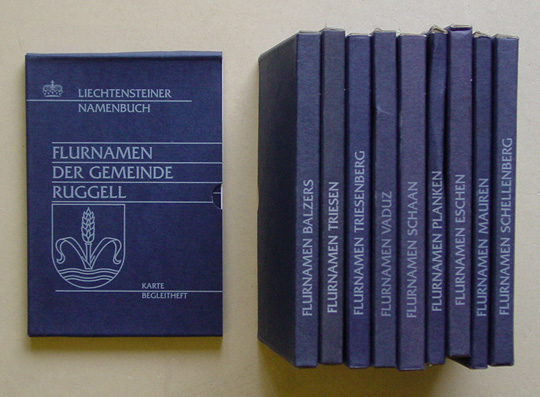 LIECHTENSTEINER
NAMENBUCH
FLURNAMEN
DER GEMEINDE
RUGGELL
KARTE
BEGLEITHEFT
FLURNAMEN BALZERS
FLURNAMEN TRIESEN
FLURNAMEN TRIESENBERG
FLURNAMEN VADUZ
FLURNAMEN SCHAAN
FLURNAMEN PLANKEN
FLURNAMEN ESCHEN
FLURNAMEN MAUREN
FLURNAMEN SCHELLENBERG